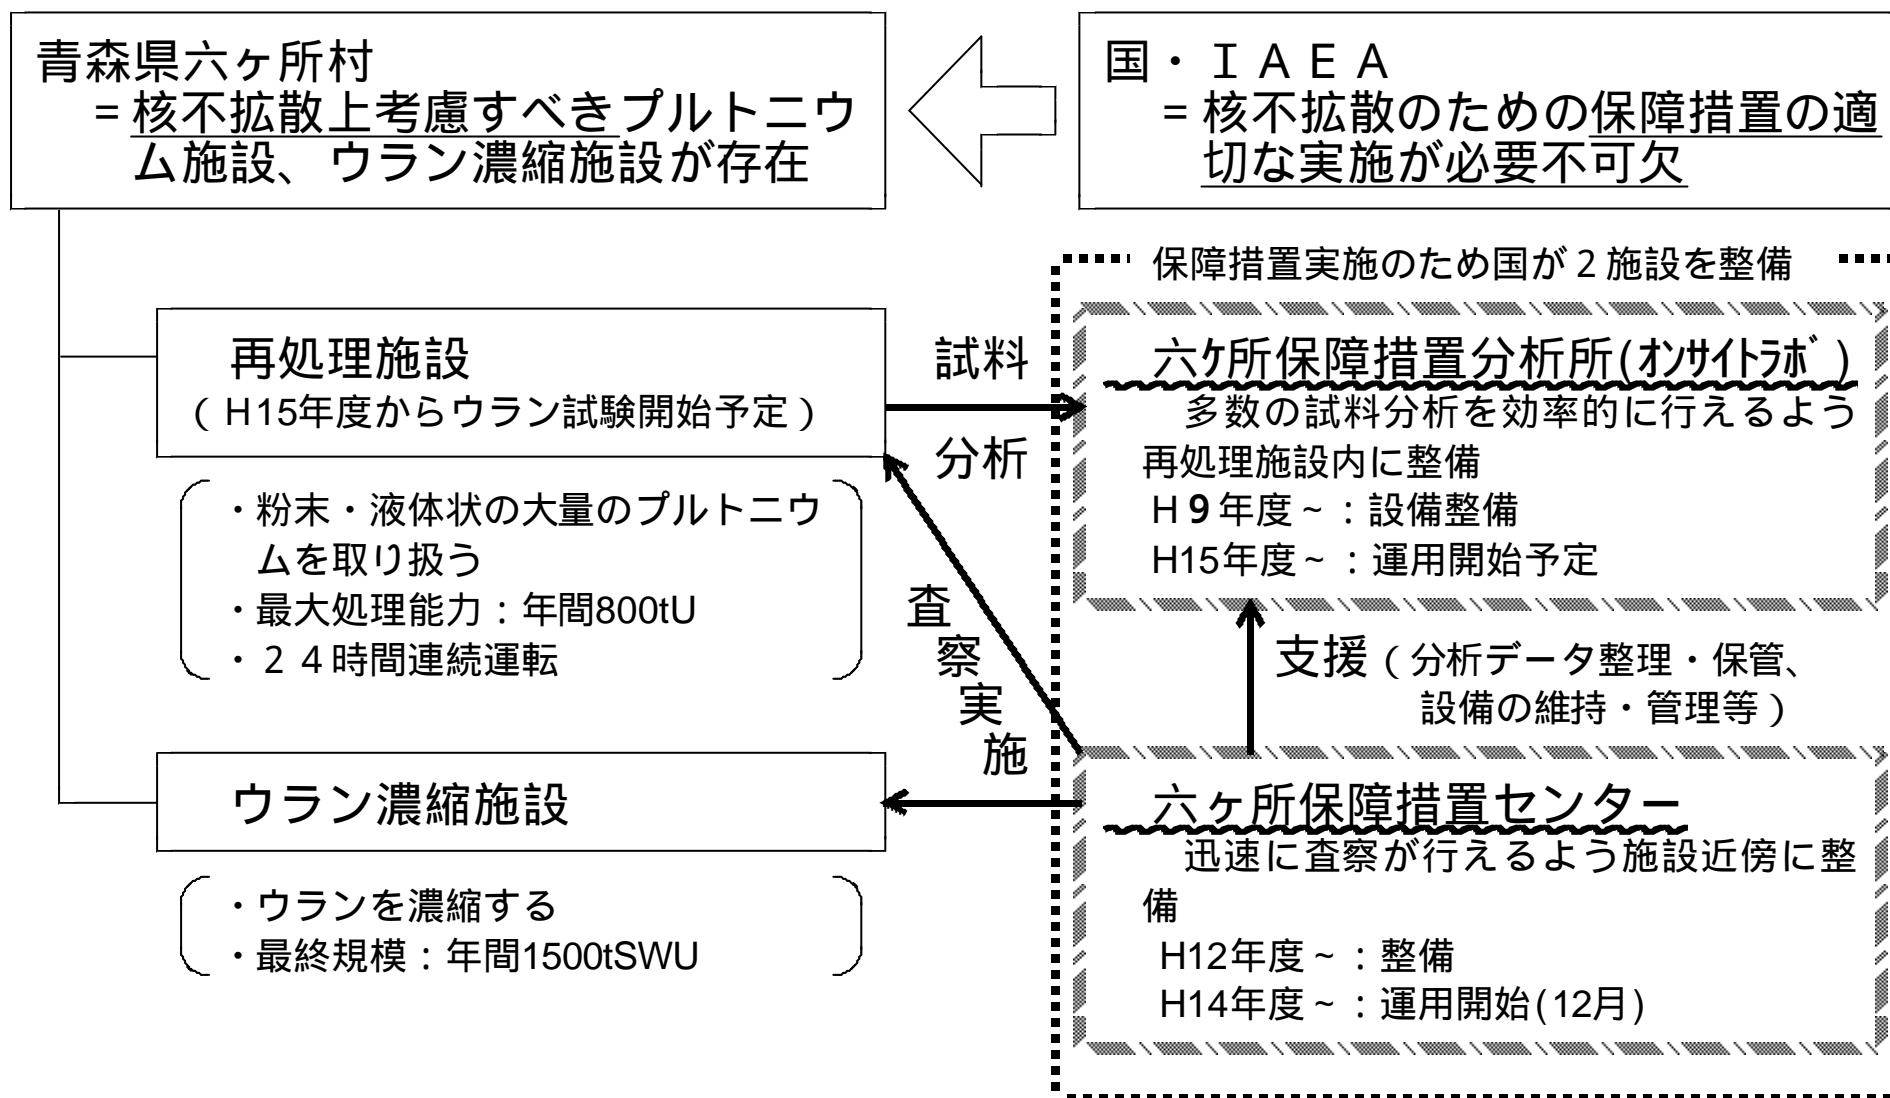 青森県六ヶ所村
=核不拡散上考慮すべきプルトニウ
ム施設、ウラン濃縮施設が存在
国・ＩＡＥＡ
=核不拡散のための保障措置の適
切な実施が必要不可欠
保障措置実施のため国が２施設を整備
再処理施設
（H15年度からウラン試験開始予定）
・粉末・液体状の大量のプルトニウ
ムを取り扱う
・最大処理能力：年間800tU
・２４時間連続運転
試料
分析
六ｹ所保障措置分析所(ｵﾝｻｲﾄﾗﾎﾞ)
多数の試料分析を効率的に行えるよう
再処理施設内に整備
H９年度～：設備整備
H15年度～：運用開始予定
査察実施
支援（分析データ整理・保管、
設備の維持・管理等）
ウラン濃縮施設
・ウランを濃縮する
・最終規模：年間1500tSWU
六ヶ所保障措置センター
迅速に査察が行えるよう施設近傍に整
備
H12年度～：整備
H14年度～：運用開始(12月)